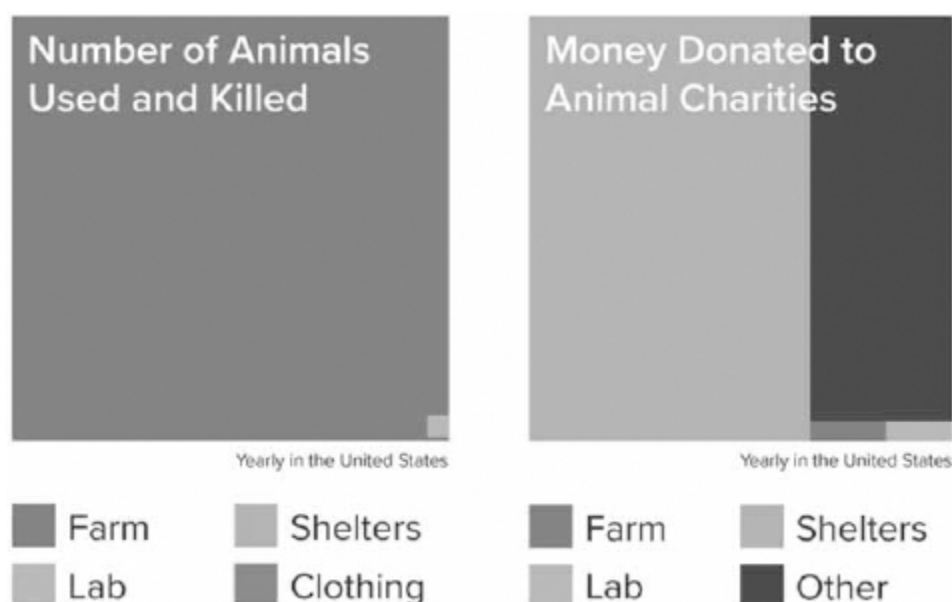 Number of Animals
Used and Killed
Yearly in the United States
Farm
Shelters
Lab
Clothing
Money Donated to
Animal Charities
Yearly in the United States
Farm
Shelters
Lab
Other